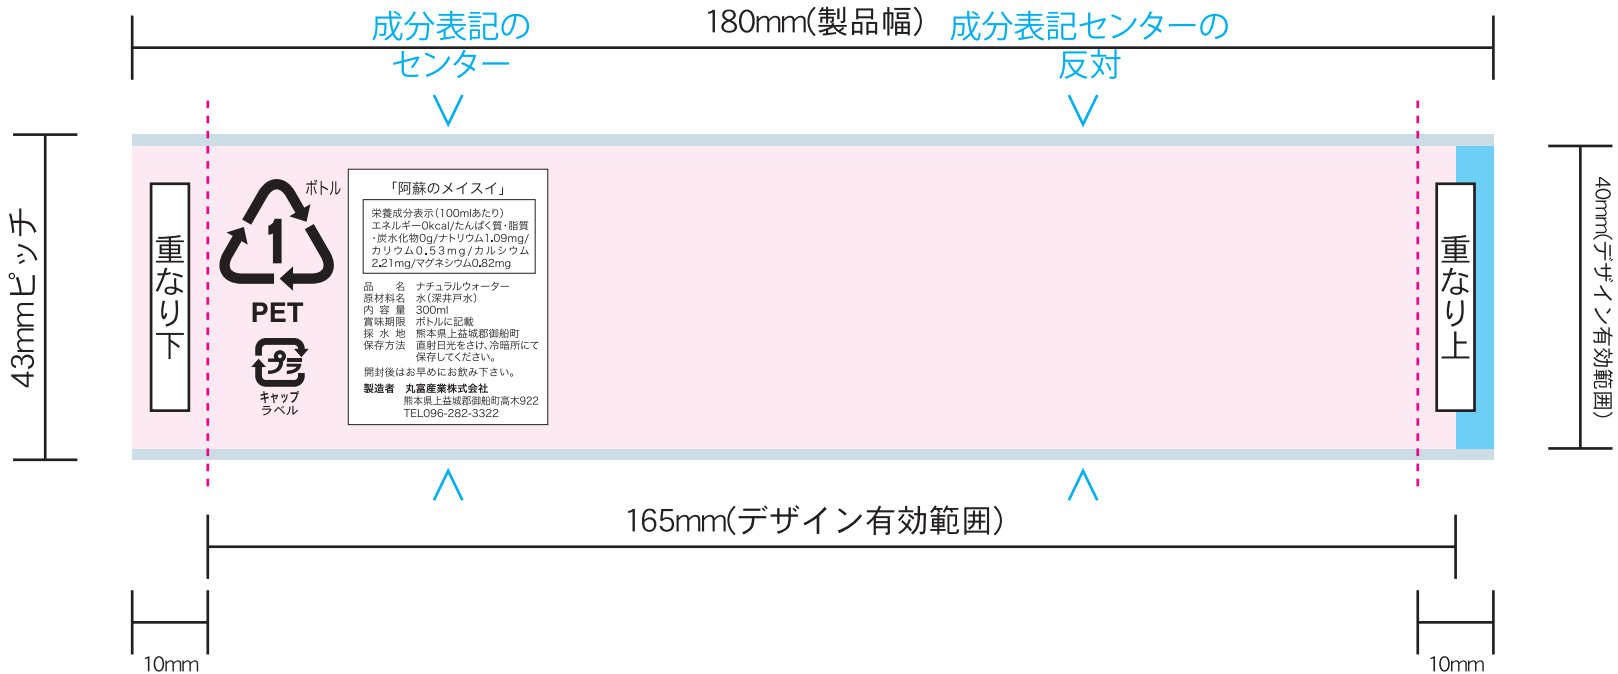 180mm(製品幅)
成分表記の
センター
成分表記センターの
反対
43mmピッチ
40mm(デザイン有効範囲)
重なり下
重なり上
ボトル
1
PET
プラ
キャップ
ラベル
「阿蘇のメイスイ」
栄養成分表示(100mlあたり)
エネルギー0kcal/たんぱく質・脂質
・炭水化物0g/ナトリウム1.09mg/
カリウム0.53mg/カルシウム
2.21mg/マグネシウム0.82mg
品名 ナチュラルウォーター
原材料名 水(深井戸水)
内容量 300ml
賞味期限 ボトルに記載
採水地 熊本県上益城郡御船町
保存方法 直射日光をさけ、冷暗所にて
保存してください。
開封後はお早めにお飲み下さい。
製造者 丸富産業株式会社
熊本県上益城郡御船町高木922
TEL096-282-3322
165mm(デザイン有効範囲)
10mm
10mm